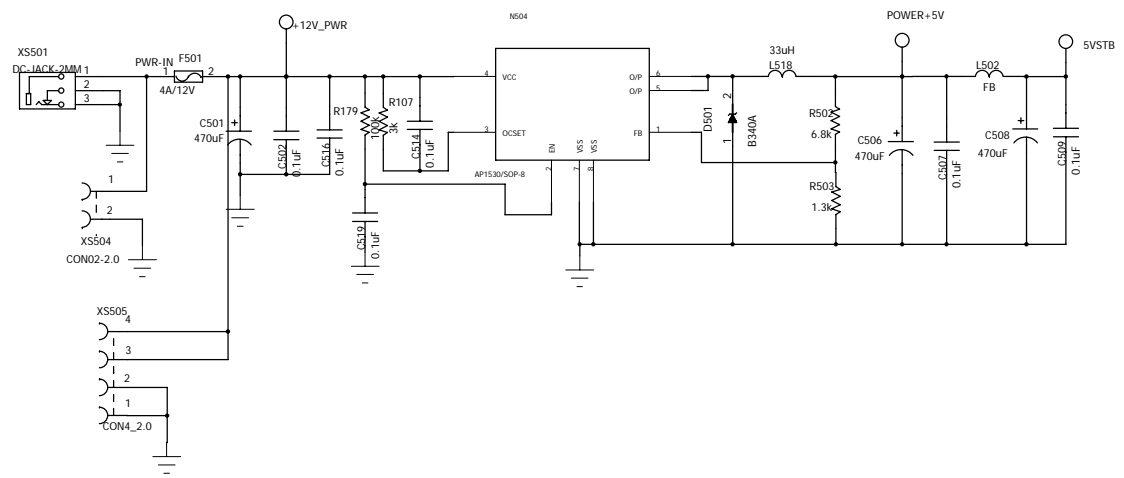 N504
POWER+5V
+12V_PWR
5VSTB
XS501
DC-JACK-2MM
1
2
3
PWR-IN
F501
1
2
4A/12V
33uH
L518
L502
FB
4
VCC
O/P
6
O/P
5
3
OCSET
FB
1
EN
2
VSS
7
VSS
8
AP1530/SOP-8
C501
470uF
C502
0.1uF
C516
0.1uF
R179
100k
R107
3k
C514
0.1uF
C519
0.1uF
D501
2
1
B340A
R502
6.8k
R503
1.3k
C506
470uF
C507
0.1uF
C508
470uF
C509
0.1uF
+
+
+
1
2
XS504
CON02-2.0
XS505
4
3
2
1
CON4_2.0